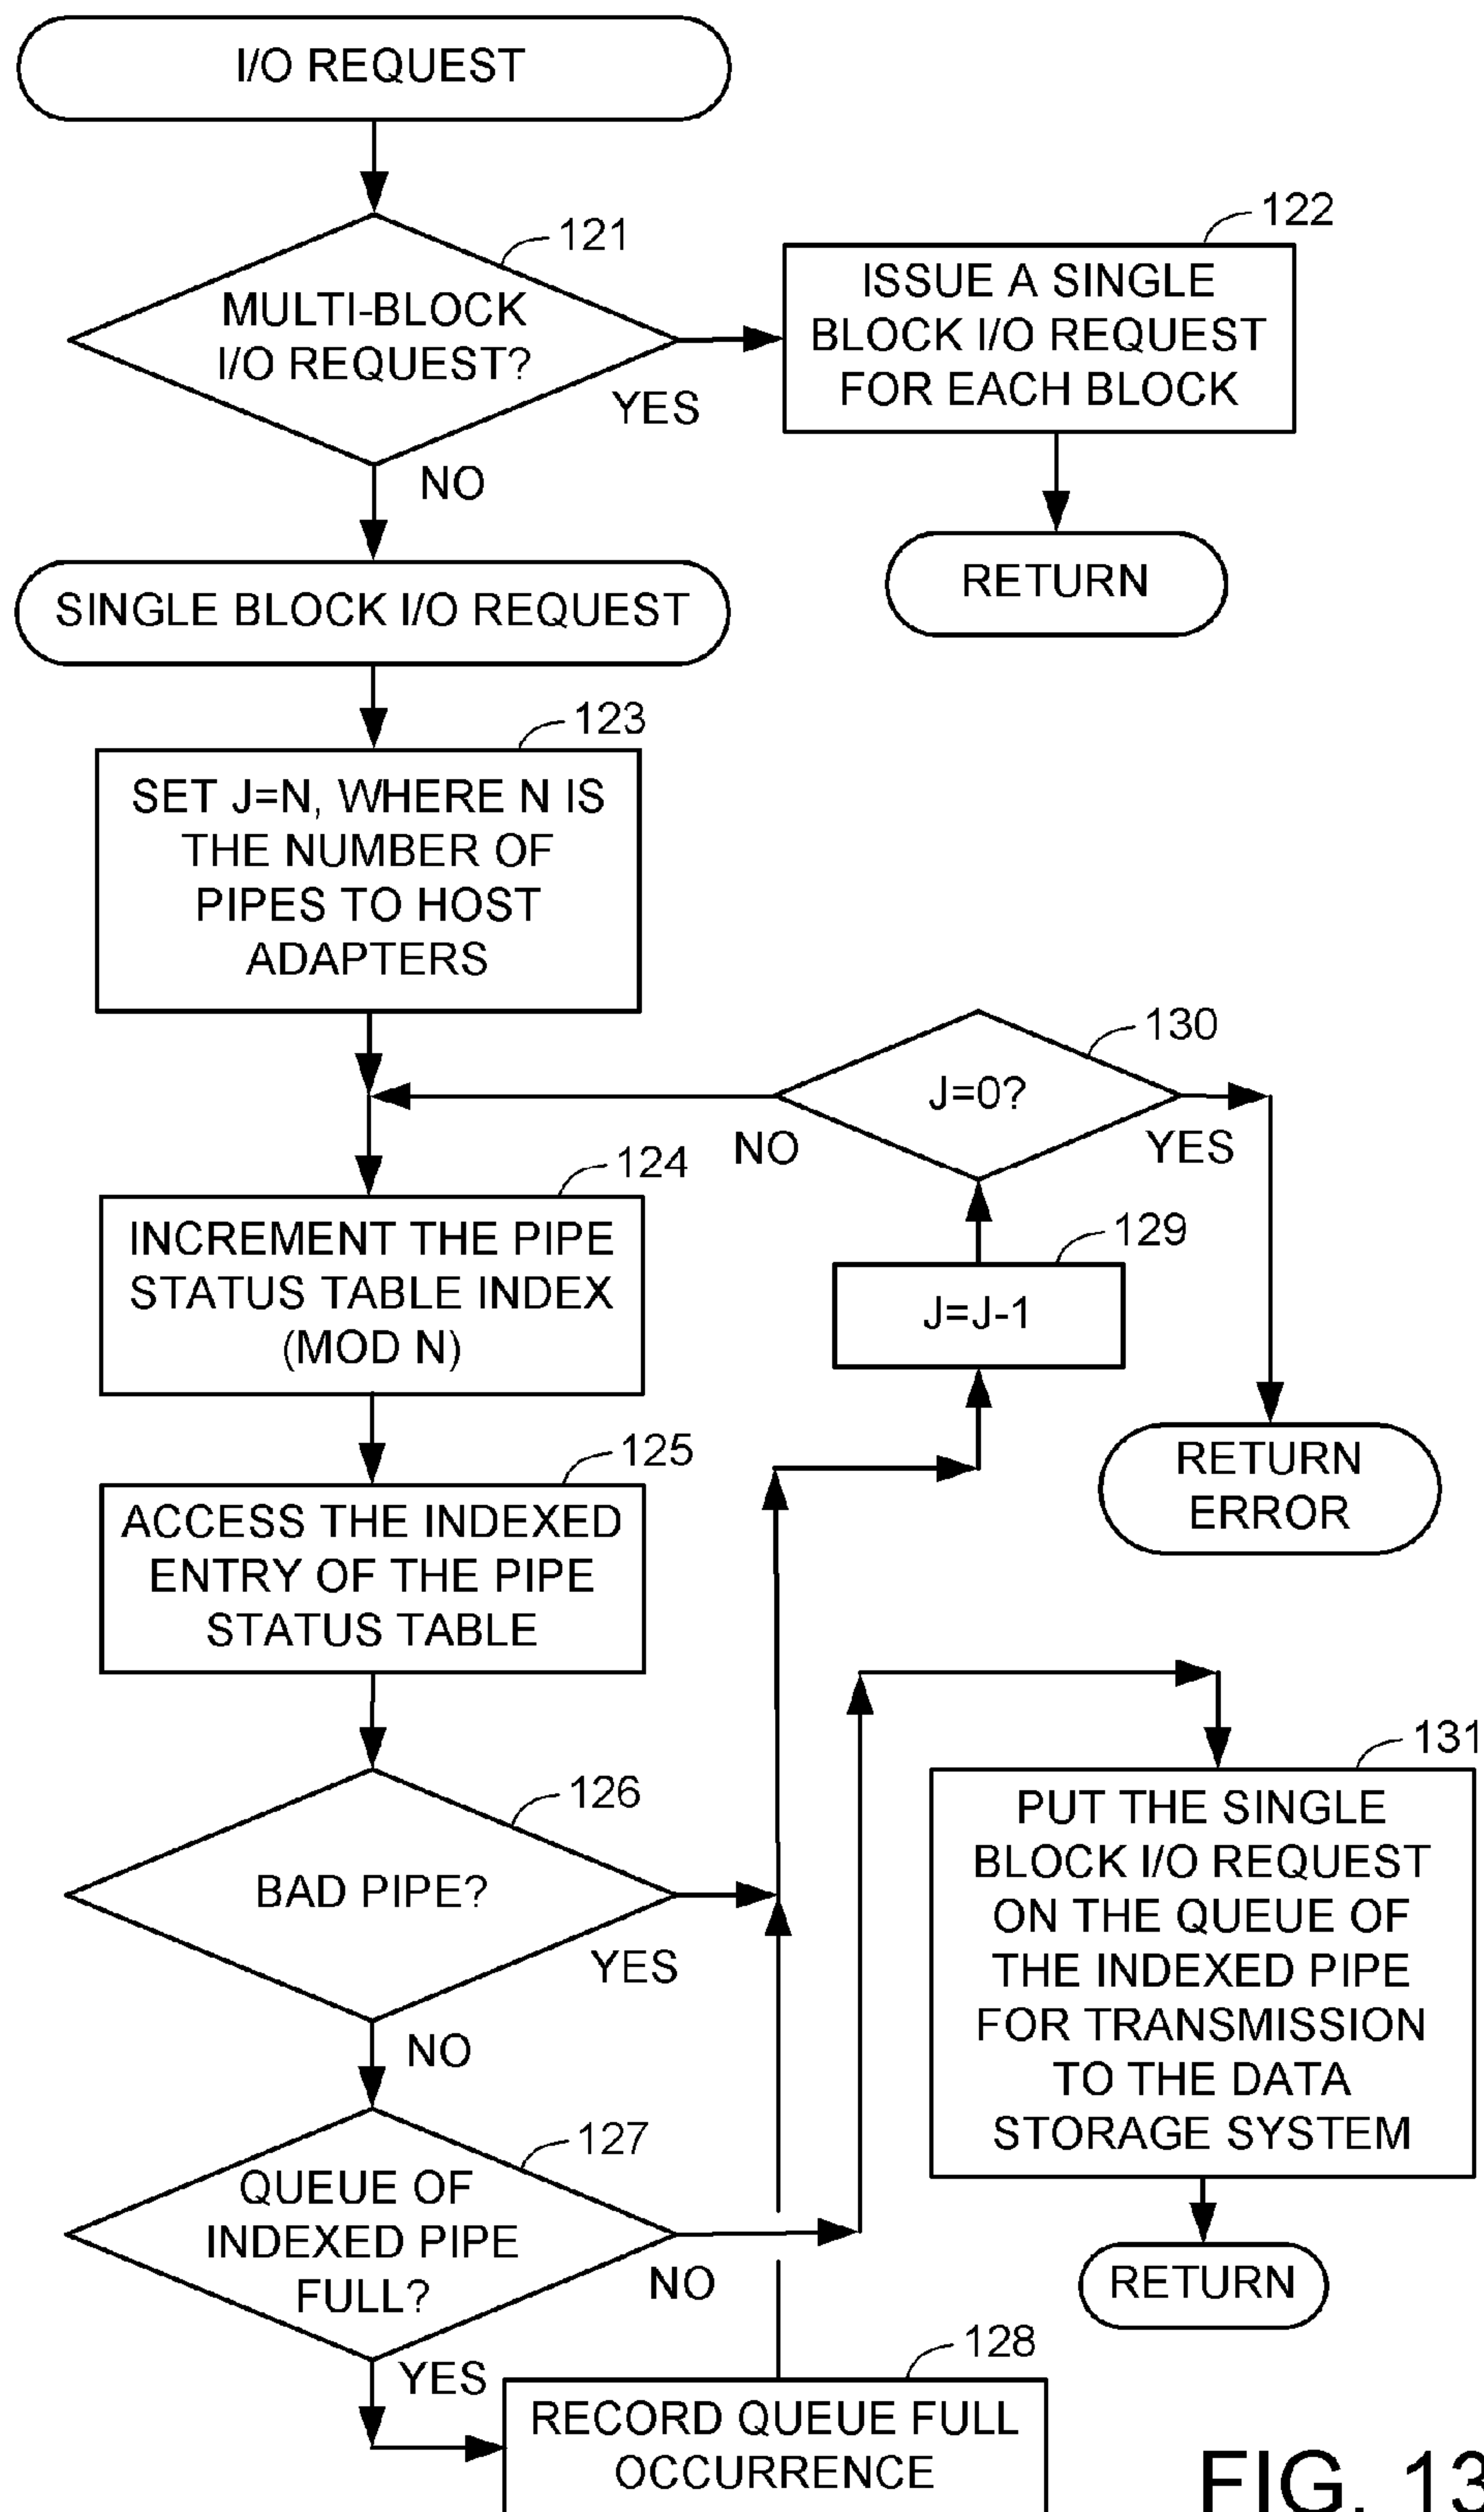 I/O REQUEST
121
MULTI-BLOCK
I/O REQUEST?
YES
NO
122
ISSUE A SINGLE
BLOCK I/O REQUEST
FOR EACH BLOCK
RETURN
SINGLE BLOCK I/O REQUEST
123
SET J=N, WHERE N IS
THE NUMBER OF
PIPES TO HOST
ADAPTERS
130
J=0?
NO
YES
124
INCREMENT THE PIPE
STATUS TABLE INDEX
(MOD N)
129
J=J-1
RETURN
ERROR
125
ACCESS THE INDEXED
ENTRY OF THE PIPE
STATUS TABLE
126
BAD PIPE?
YES
NO
131
PUT THE SINGLE
BLOCK I/O REQUEST
ON THE QUEUE OF
THE INDEXED PIPE
FOR TRANSMISSION
TO THE DATA
STORAGE SYSTEM
RETURN
127
QUEUE OF
INDEXED PIPE
FULL?
NO
YES
128
RECORD QUEUE FULL
OCCURRENCE
FIG. 13